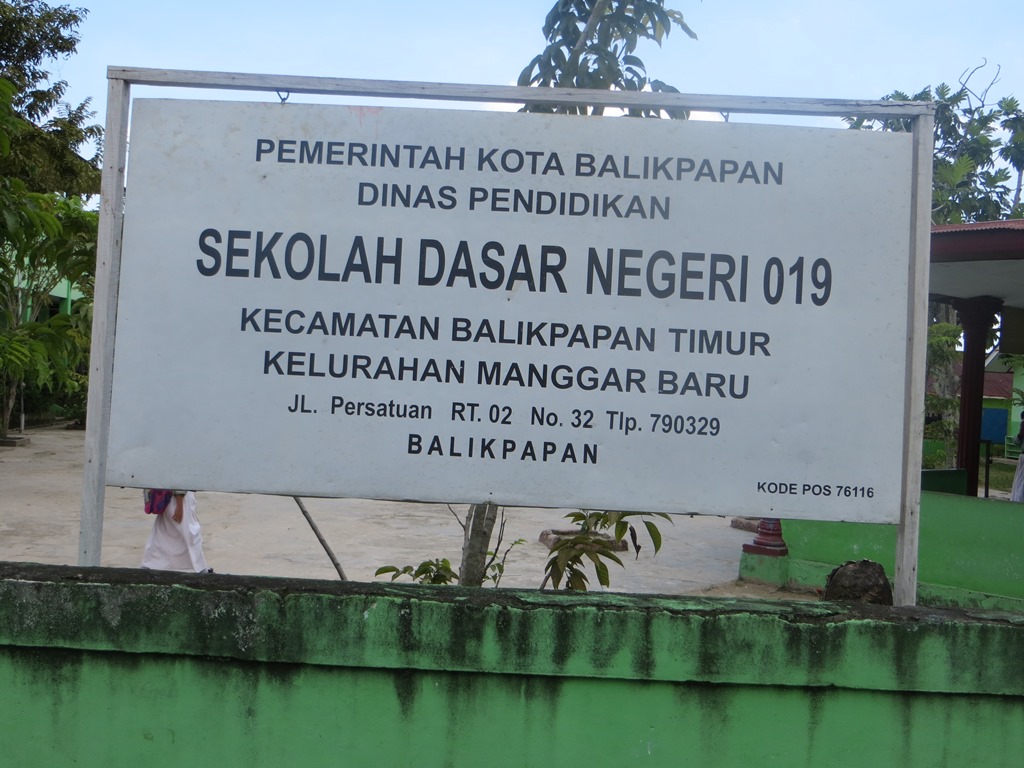 PEMERINTAH KOTA BALIKPAPAN
DINAS PENDIDIKAN
SEKOLAH DASAR NEGERI 019
KECAMATAN BALIKPAPAN TIMUR
KELURAHAN MANGGAR BARU
JL. Persatuan RT. 02 No. 32 Tlp. 790329
BALIKPAPAN
KODE POS 76116